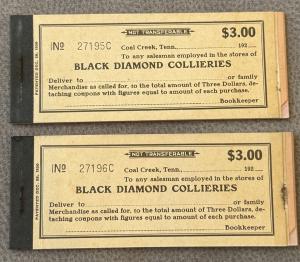 NOT TRANSFERABLE
$3.00
No 27195C
Coal Creek, Tenn. 192
To any salesman employed in the stores of
BLACK DIAMOND COLLIERIES
Deliver to or family
Merchandise as called for, to the total amount of Three Dollars, de-
taching coupons with figures equal to amount of each purchase.
Bookkeeper
NOT TRANSFERABLE
$3.00
No 27196C
Coal Creek, Tenn. 192
To any salesman employed in the stores of
BLACK DIAMOND COLLIERIES
Deliver to or family
Merchandise as called for, to the total amount of Three Dollars, de-
taching coupons with figures equal to amount of each purchase.
Bookkeeper